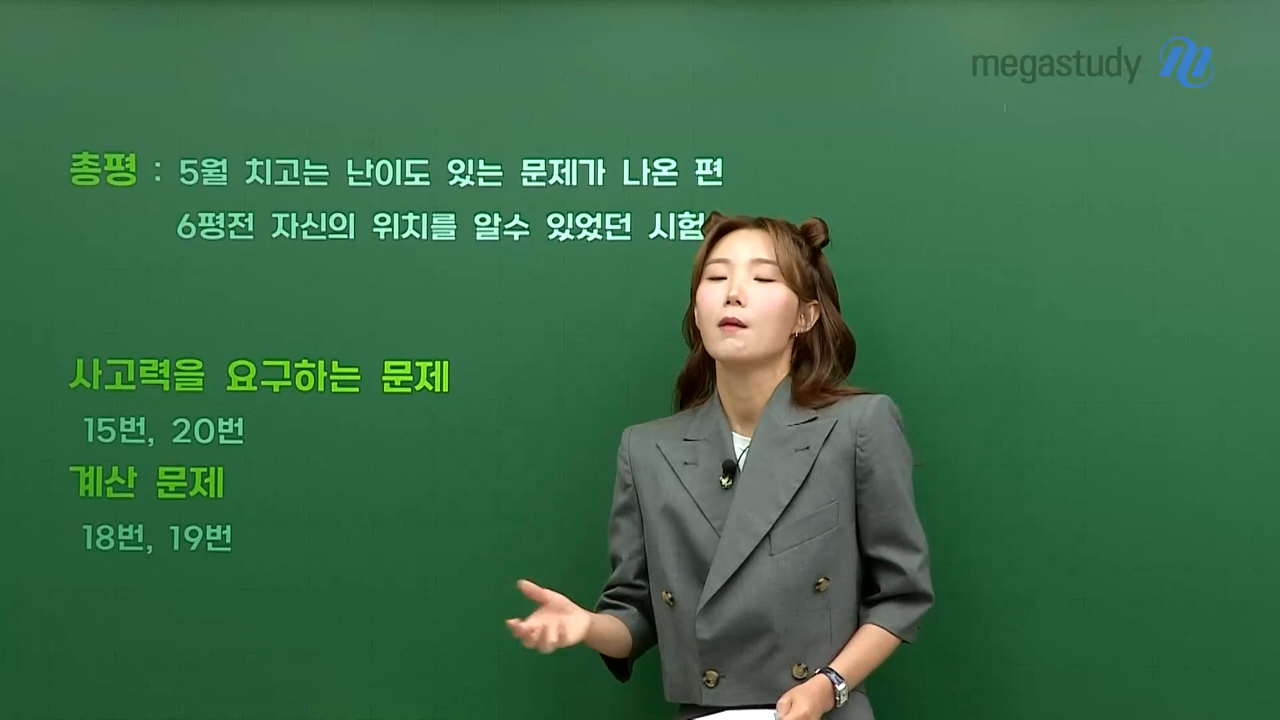 megastudy
총평 : 5월 치고는 난이도 있는 문제가 나온 편
6평전 자신의 위치를 알수 있었던 시험
사고력을 요구하는 문제
15번, 20번
계산 문제
18번, 19번